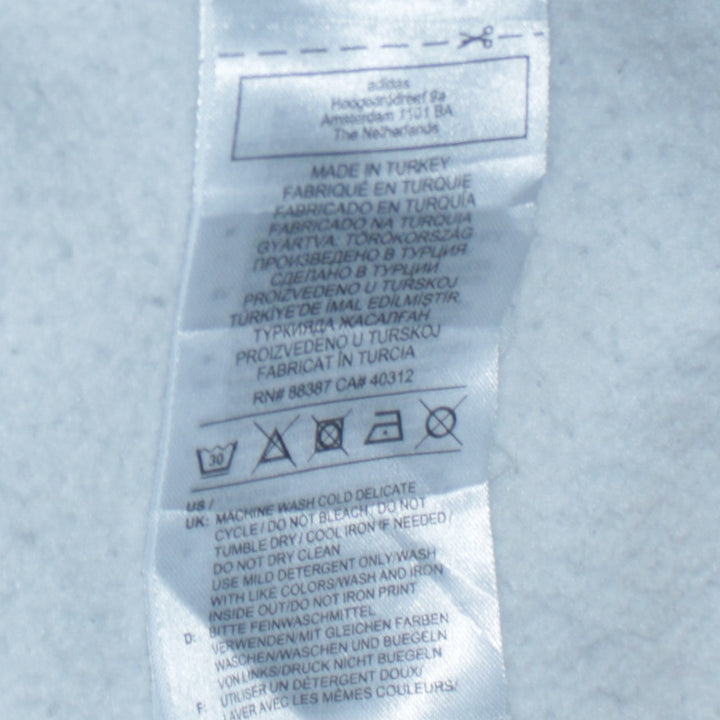 adidas
Hoogoorddreef 9a
Amsterdam 1101 BA
The Netherlands
MADE IN TURKEY
FABRIQUÉ EN TURQUIE
FABRICADO EN TURQUÍA
FABRICADO NA TURQUIA
GYÁRTVA: TÖRÖKORSZÁG
ПРОИЗВЕДЕНО В ТУРЦИЯ
СДЕЛАНО В ТУРЦИИ
PROIZVEDENO U TURSKOJ
TÜRKİYE'DE İMAL EDİLMİŞTİR.
ТҮРКИЯДА ЖАСАЛҒАН
PROIZVEDENO U TURSKOJ
FABRICAT ÎN TURCIA
RN# 88387 CA# 40312
30
US /
UK: MACHINE WASH COLD DELICATE
CYCLE / DO NOT BLEACH, DO NOT
TUMBLE DRY / COOL IRON IF NEEDED /
DO NOT DRY CLEAN
USE MILD DETERGENT ONLY/WASH
WITH LIKE COLORS/WASH AND IRON
INSIDE OUT/DO NOT IRON PRINT
D: BITTE FEINWASCHMITTEL
VERWENDEN/MIT GLEICHEN FARBEN
WASCHEN/WASCHEN UND BUEGELN
VON LINKS/DRUCK NICHT BUEGELN
F: UTILISER UN DÉTERGENT DOUX/
LAVER AVEC LES MÊMES COULEURS/